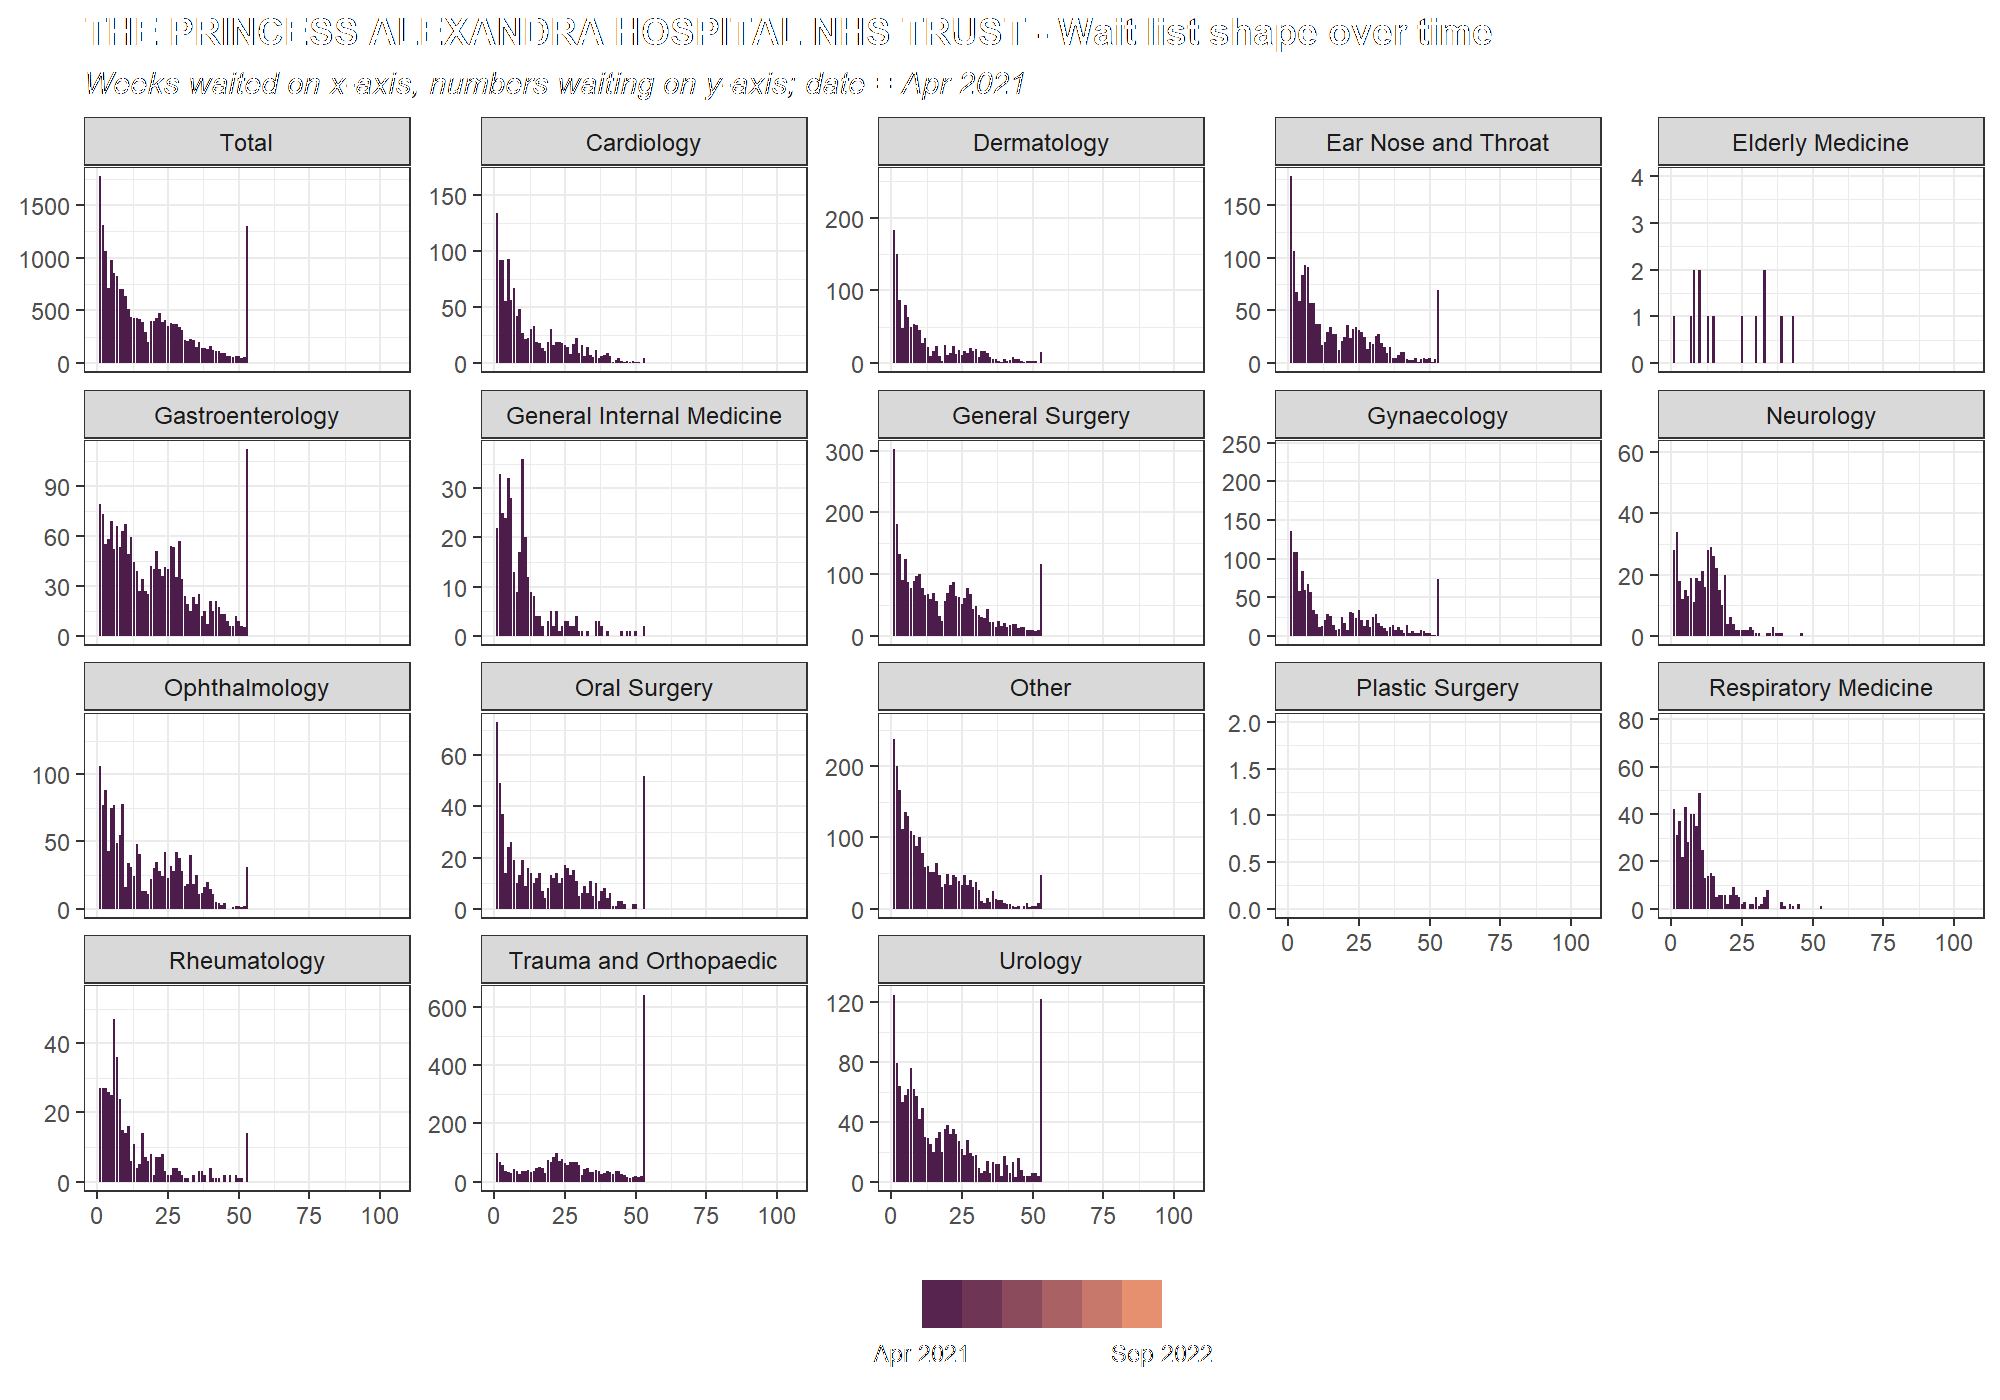 THE PRINCESS ALEXANDRA HOSPITAL NHS TRUST - Wait list shape over time
Weeks waited on x-axis, numbers waiting on y-axis; date = Apr 2021
Total
Cardiology
Dermatology
Ear Nose and Throat
Elderly Medicine
1500
1000
500
0
150
100
50
0
200
100
0
150
100
50
0
4
3
2
1
0
Gastroenterology
General Internal Medicine
General Surgery
Gynaecology
Neurology
90
60
30
0
30
20
10
0
300
200
100
0
250
200
150
100
50
0
60
40
20
0
Ophthalmology
Oral Surgery
Other
Plastic Surgery
Respiratory Medicine
100
50
0
60
40
20
0
200
100
0
2.0
1.5
1.0
0.5
0.0
80
60
40
20
0
0 25 50 75 100
0 25 50 75 100
Rheumatology
Trauma and Orthopaedic
Urology
40
20
0
600
400
200
0
120
80
40
0
0 25 50 75 100
0 25 50 75 100
0 25 50 75 100
Apr 2021
Sep 2022